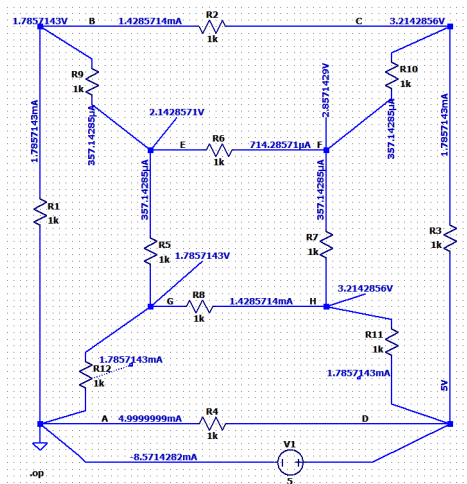 1.7857143V B 1.4285714mA R2 1k C 3.2142856V
R9 1k
R10 1k
1.7857143mA
357.14285µA
2.1428571V
2.8571429V
357.14285µA
1.7857143mA
E R6 1k 714.28571µA F
357.14285µA
357.14285µA
R1 1k
R5 1k
R7 1k
R3 1k
1.7857143V
3.2142856V
G R8 1k 1.4285714mA H
R11 1k
1.7857143mA
R12 1k
1.7857143mA
5V
A 4.9999999mA R4 1k D
-8.5714282mA
V1
5
.op